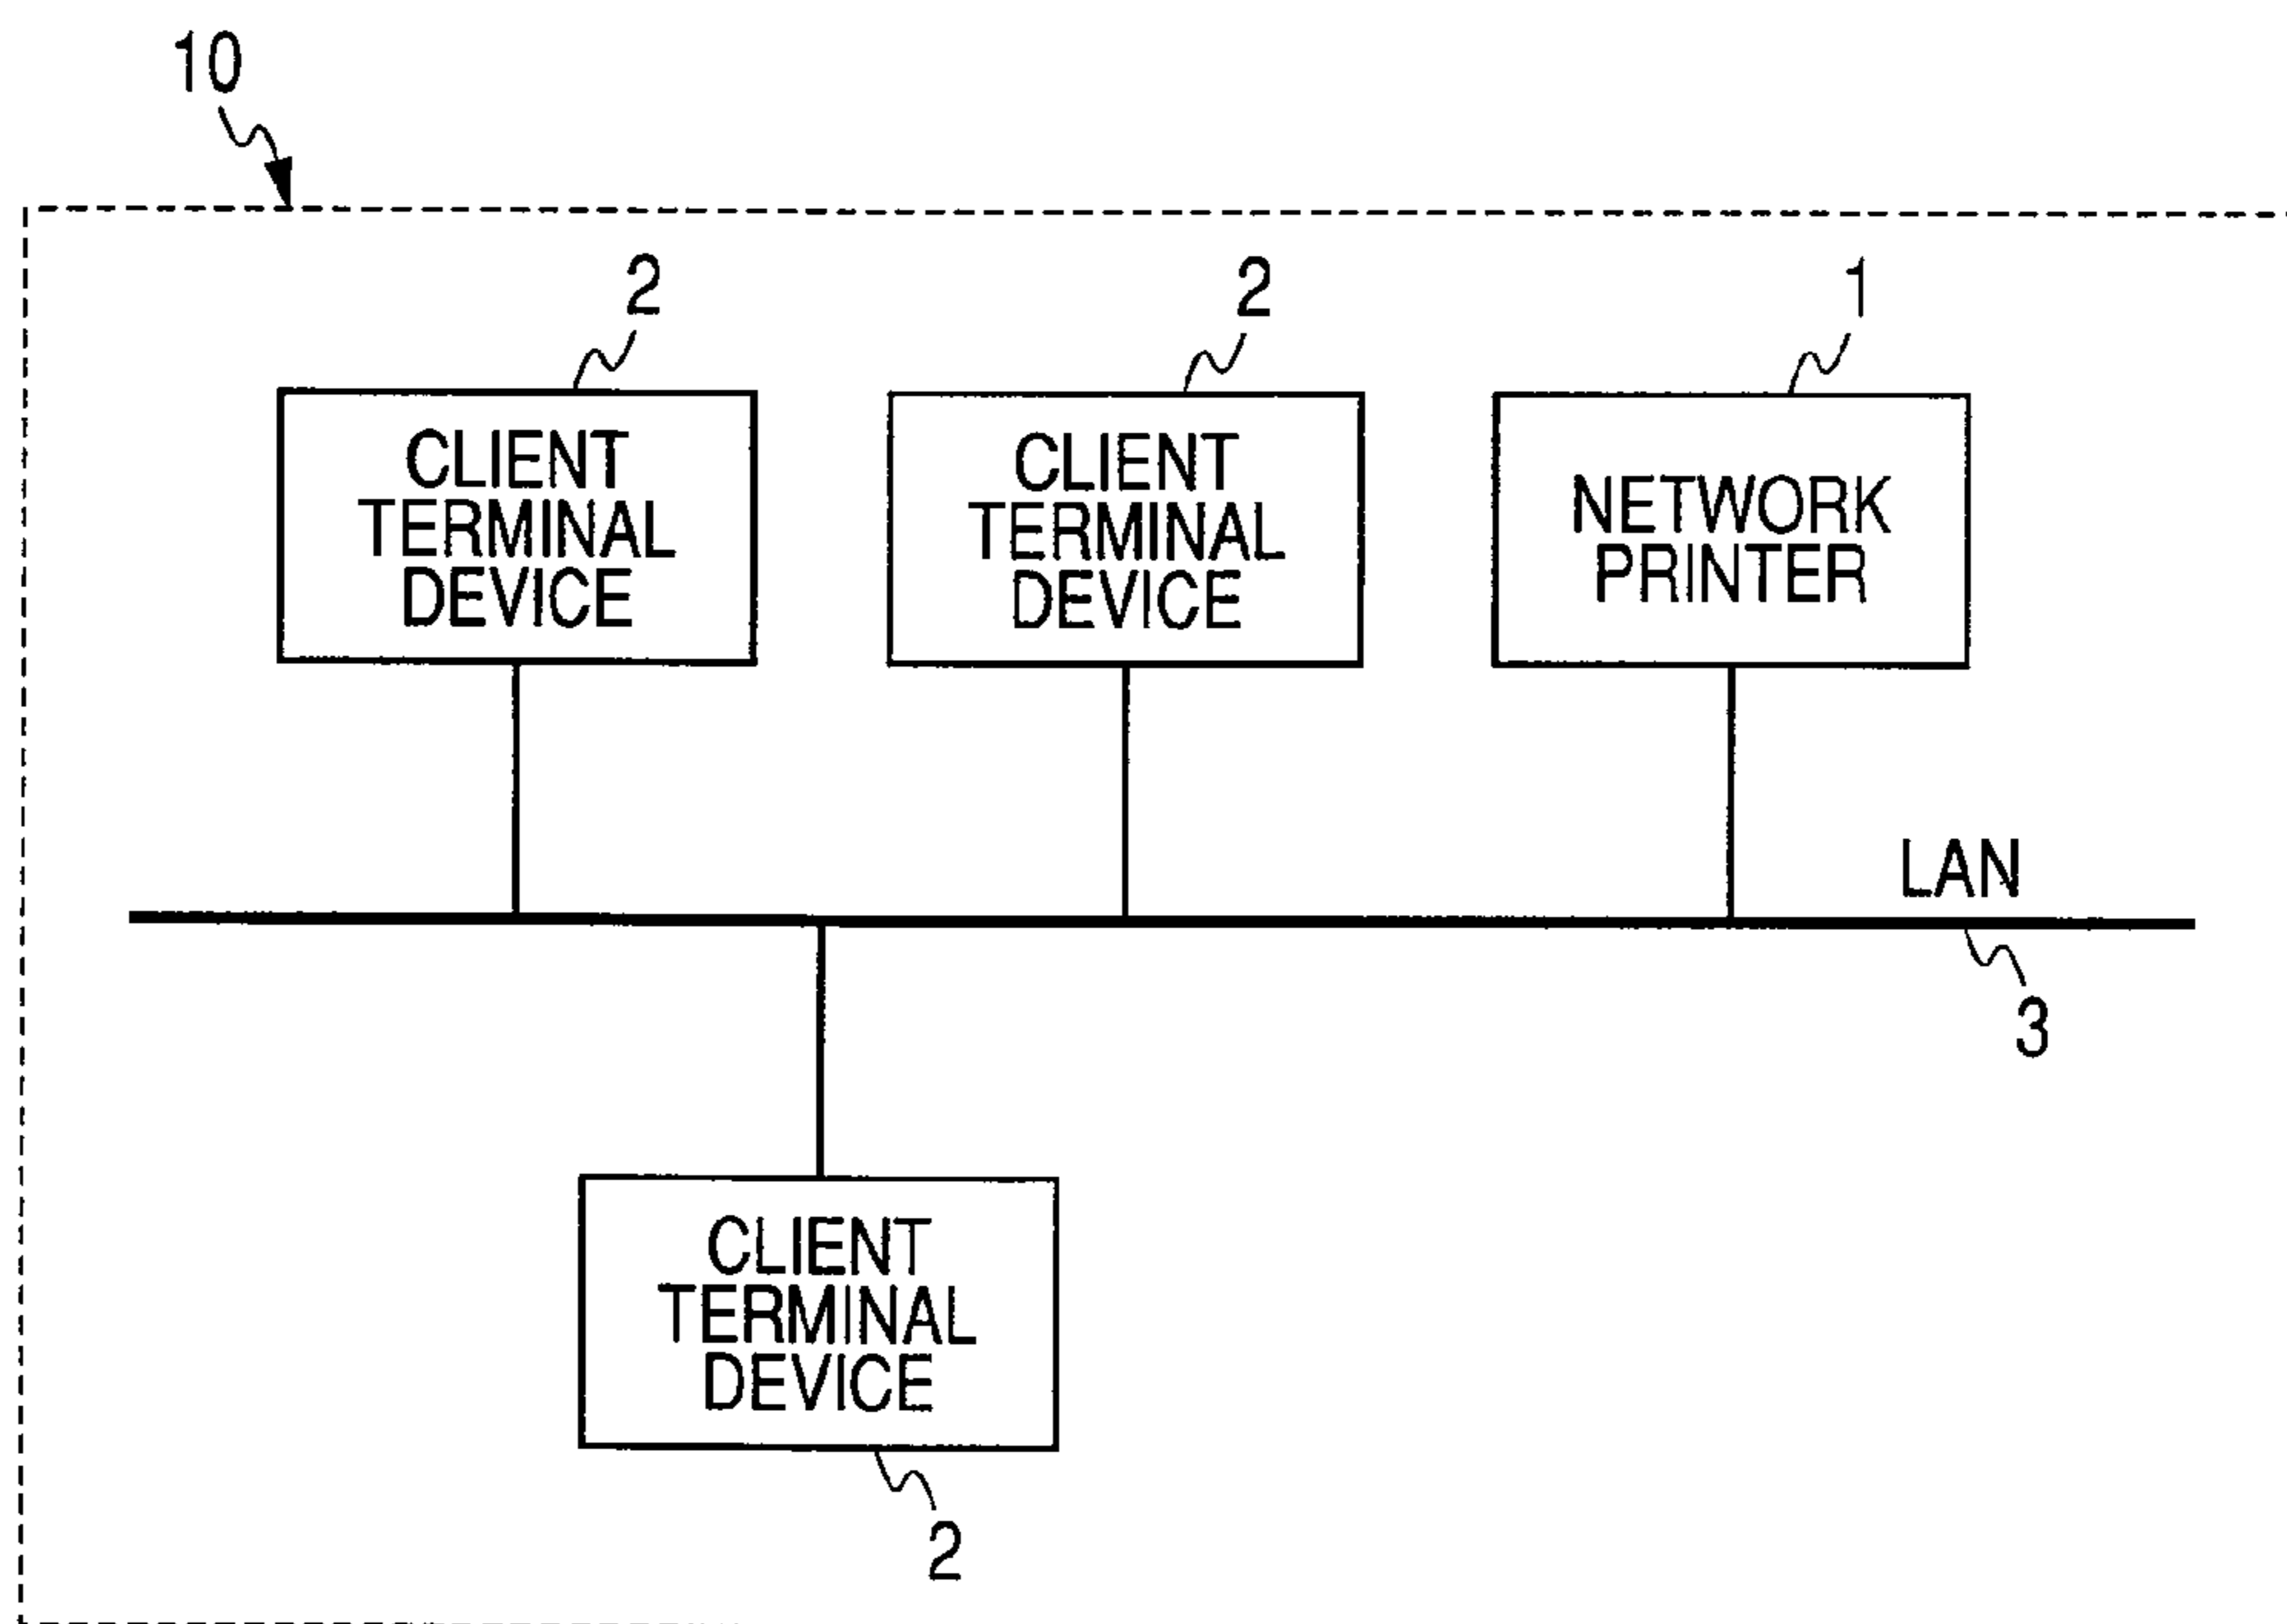 10
2
2
1
CLIENT
TERMINAL
DEVICE
CLIENT
TERMINAL
DEVICE
NETWORK
PRINTER
LAN
3
CLIENT
TERMINAL
DEVICE
2